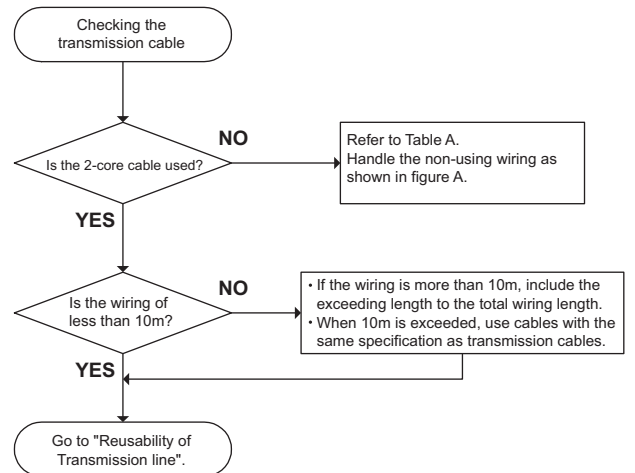 Checking the
transmission cable
Is the 2-core cable used?
NO
Refer to Table A.
Handle the non-using wiring as
shown in figure A.
YES
Is the wiring of
less than 10m?
NO
・If the wiring is more than 10m, include the
exceeding length to the total wiring length.
・When 10m is exceeded, use cables with the
same specification as transmission cables.
YES
Go to "Reusability of
Transmission line".